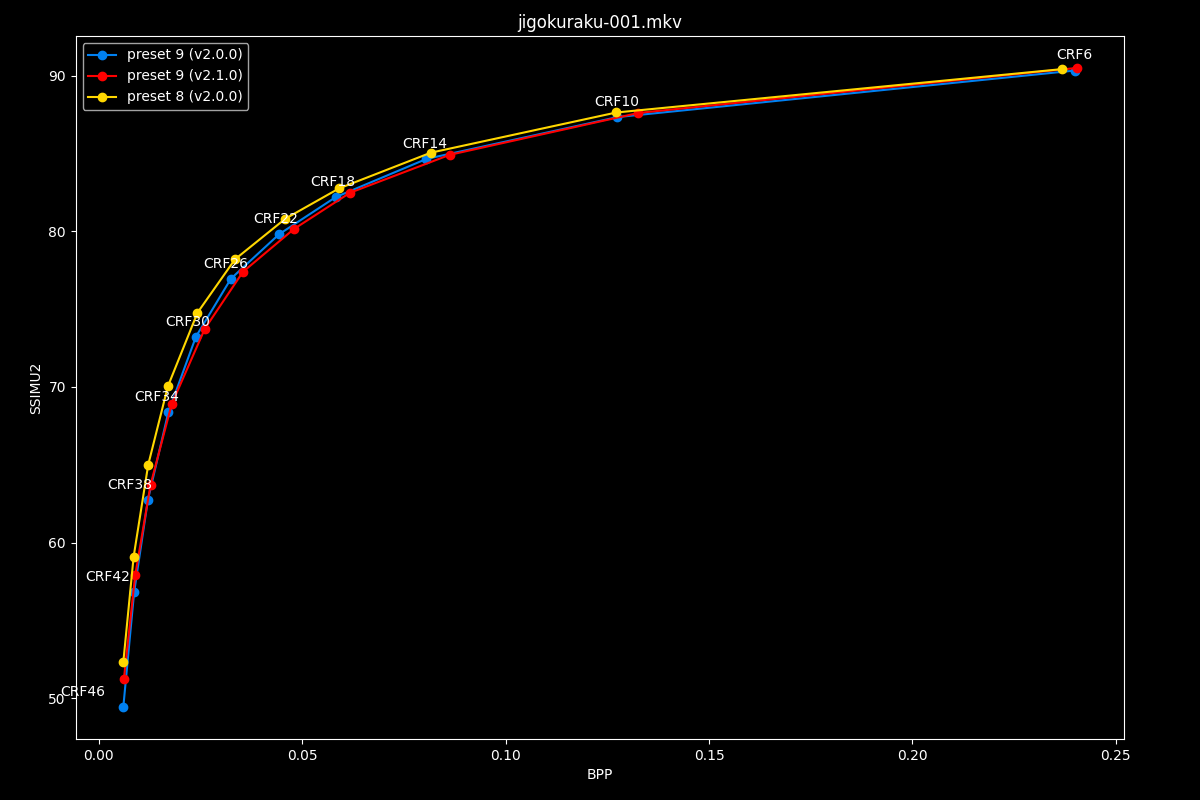 jigokuraku-001.mkv
preset 9 (v2.0.0)
preset 9 (v2.1.0)
preset 8 (v2.0.0)
CRF6
CRF10
CRF14
CRF18
CRF22
CRF26
CRF30
CRF34
CRF38
CRF42
CRF46
90
80
70
60
50
SSIMU2
0.00 0.05 0.10 0.15 0.20 0.25
BPP